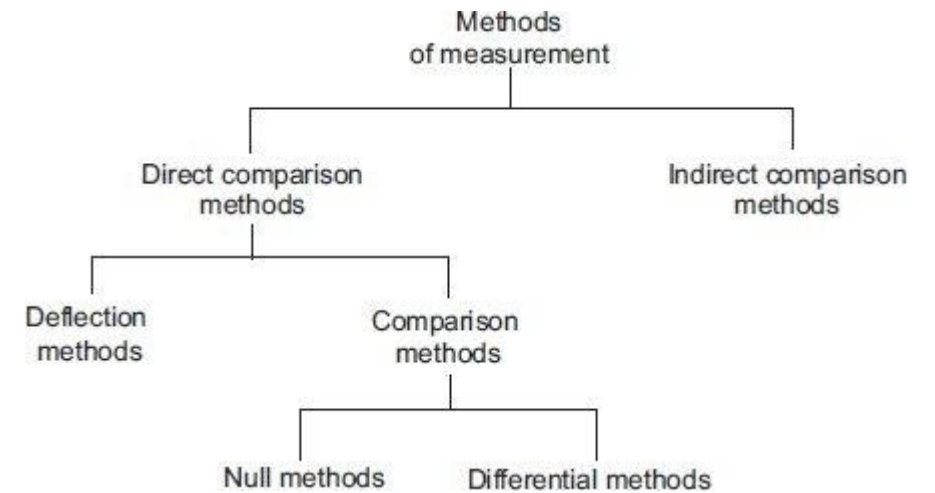 Methods
of measurement
Direct comparison
methods
Indirect comparison
methods
Deflection
methods
Comparison
methods
Null methods
Differential methods